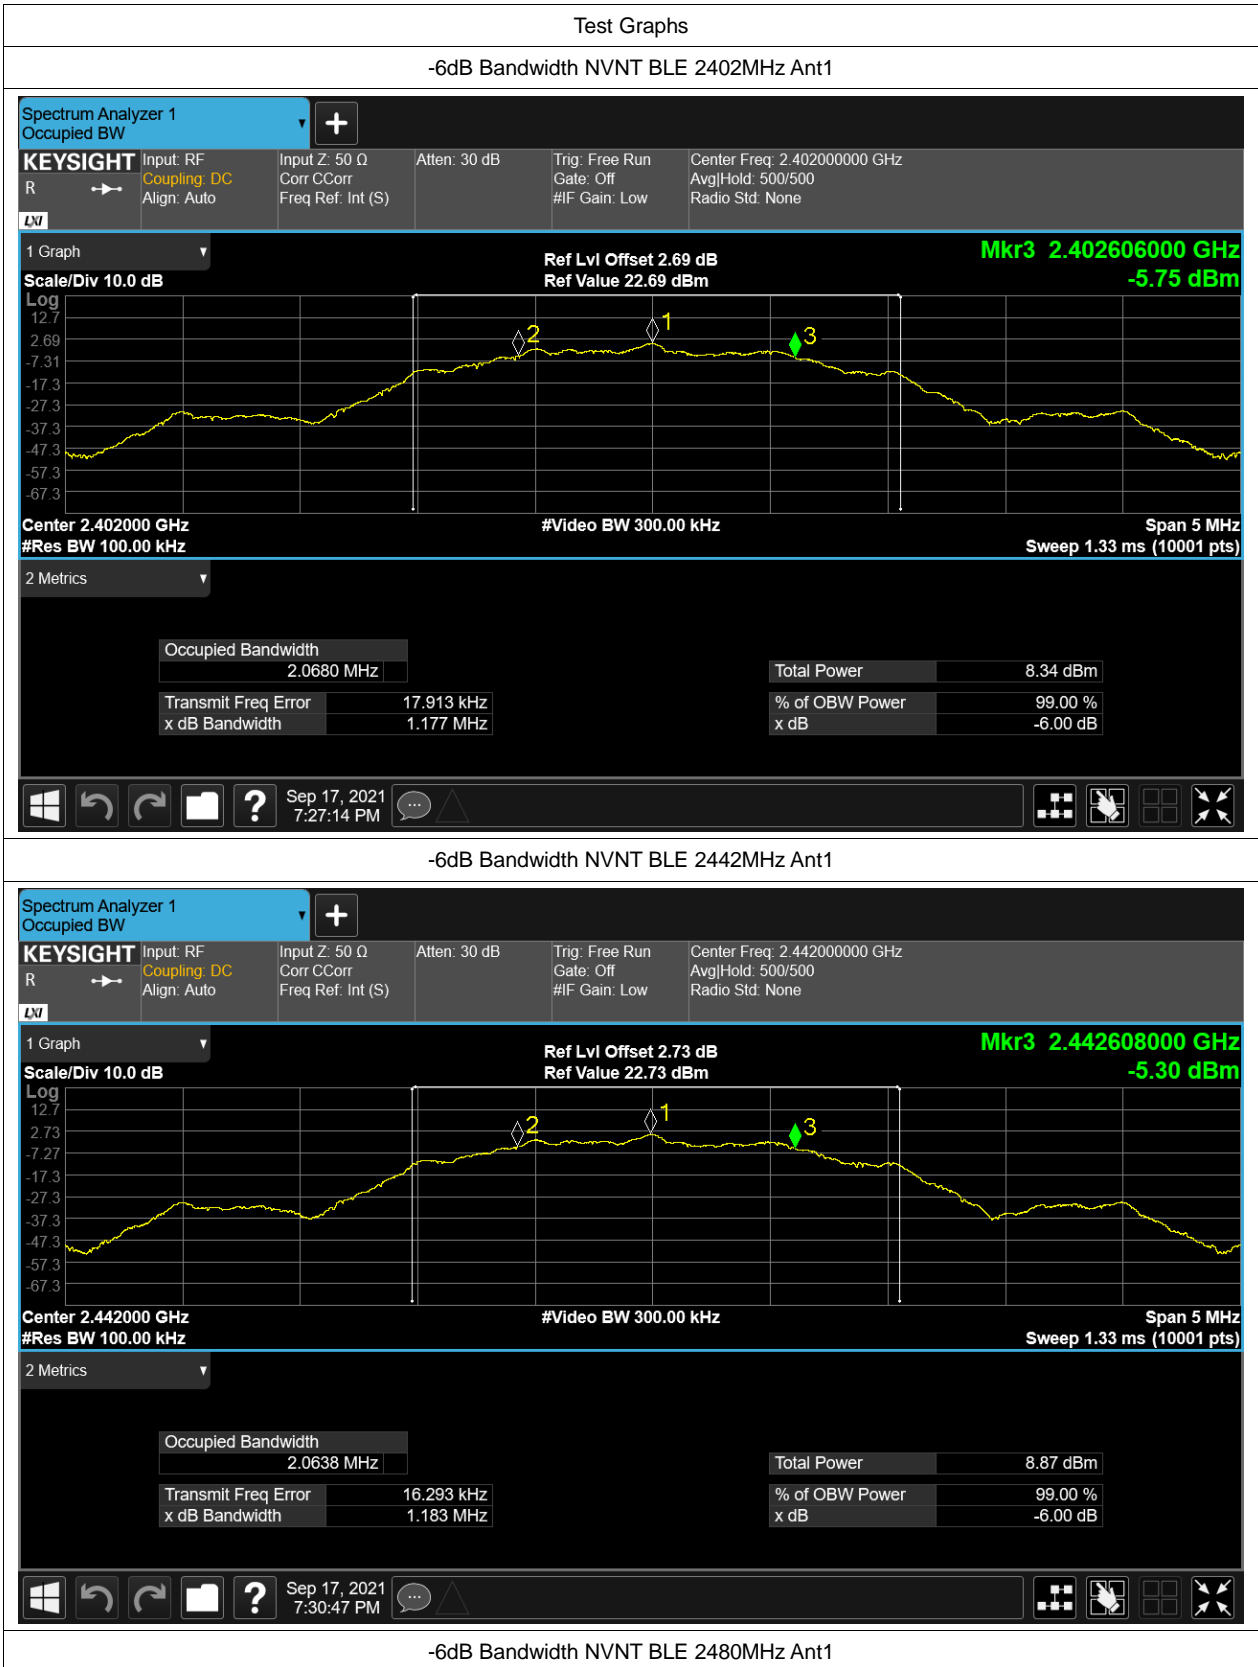 Test Graphs
-6dB Bandwidth NVNT BLE 2402MHz Ant1
Spectrum Analyzer 1
Occupied BW
KEYSIGHT
R
LXI
Input: RF
Coupling: DC
Align: Auto
Input Z: 50 Ω
Corr CCorr
Freq Ref: Int (S)
Atten: 30 dB
Trig: Free Run
Gate: Off
#IF Gain: Low
Center Freq: 2.402000000 GHz
Avg|Hold: 500/500
Radio Std: None
1 Graph
Scale/Div 10.0 dB
Ref Lvl Offset 2.69 dB
Ref Value 22.69 dBm
Mkr3 2.402606000 GHz
-5.75 dBm
Log
12.7
2.69
-7.31
-17.3
-27.3
-37.3
-47.3
-57.3
-67.3
2
1
3
Center 2.402000 GHz
#Res BW 100.00 kHz
#Video BW 300.00 kHz
Span 5 MHz
Sweep 1.33 ms (10001 pts)
2 Metrics
Occupied Bandwidth
2.0680 MHz
Transmit Freq Error 17.913 kHz
x dB Bandwidth 1.177 MHz
Total Power 8.34 dBm
% of OBW Power 99.00 %
x dB -6.00 dB
?
Sep 17, 2021
7:27:14 PM
-6dB Bandwidth NVNT BLE 2442MHz Ant1
Spectrum Analyzer 1
Occupied BW
KEYSIGHT
R
LXI
Input: RF
Coupling: DC
Align: Auto
Input Z: 50 Ω
Corr CCorr
Freq Ref: Int (S)
Atten: 30 dB
Trig: Free Run
Gate: Off
#IF Gain: Low
Center Freq: 2.442000000 GHz
Avg|Hold: 500/500
Radio Std: None
1 Graph
Scale/Div 10.0 dB
Ref Lvl Offset 2.73 dB
Ref Value 22.73 dBm
Mkr3 2.442608000 GHz
-5.30 dBm
Log
12.7
2.73
-7.27
-17.3
-27.3
-37.3
-47.3
-57.3
-67.3
2
1
3
Center 2.442000 GHz
#Res BW 100.00 kHz
#Video BW 300.00 kHz
Span 5 MHz
Sweep 1.33 ms (10001 pts)
2 Metrics
Occupied Bandwidth
2.0638 MHz
Transmit Freq Error 16.293 kHz
x dB Bandwidth 1.183 MHz
Total Power 8.87 dBm
% of OBW Power 99.00 %
x dB -6.00 dB
?
Sep 17, 2021
7:30:47 PM
-6dB Bandwidth NVNT BLE 2480MHz Ant1